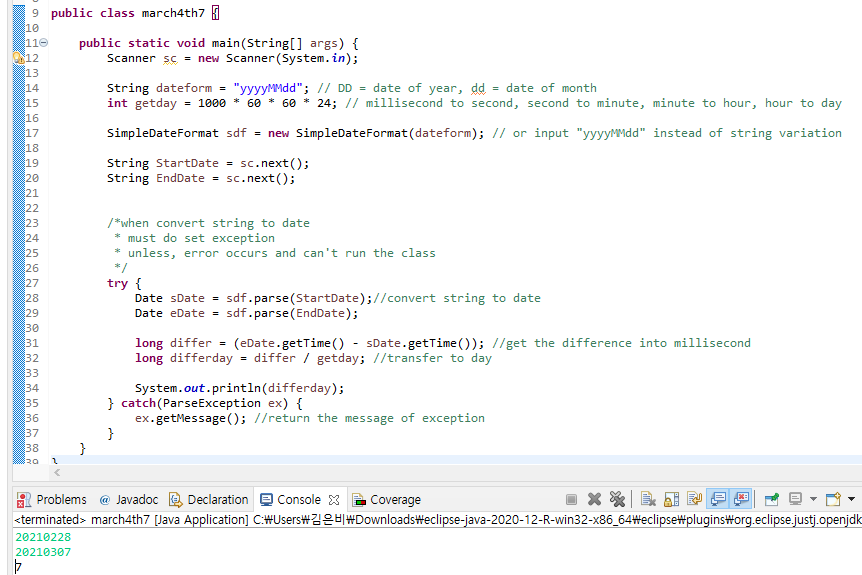 9 public class march4th7 {
10
11 public static void main(String[] args) {
12 Scanner sc = new Scanner(System.in);
13
14 String dateform = "yyyyMMdd"; // DD = date of year, dd = date of month
15 int getday = 1000 * 60 * 60 * 24; // millisecond to second, second to minute, minute to hour, hour to day
16
17 SimpleDateFormat sdf = new SimpleDateFormat(dateform); // or input "yyyyMMdd" instead of string variation
18
19 String StartDate = sc.next();
20 String EndDate = sc.next();
21
22
23 /*when convert string to date
24 * must do set exception
25 * unless, error occurs and can't run the class
26 */
27 try {
28 Date sDate = sdf.parse(StartDate);//convert string to date
29 Date eDate = sdf.parse(EndDate);
30
31 long differ = (eDate.getTime() - sDate.getTime()); //get the difference into millisecond
32 long differday = differ / getday; //transfer to day
33
34 System.out.println(differday);
35 } catch(ParseException ex) {
36 ex.getMessage(); //return the message of exception
37 }
38 }
39 }
Problems @ Javadoc Declaration Console Coverage
<terminated> march4th7 [Java Application] C:₩Users₩김은비₩Downloads₩eclipse-java-2020-12-R-win32-x86_64₩eclipse₩plugins₩org.eclipse.justj.openjdk
20210228
20210307
7